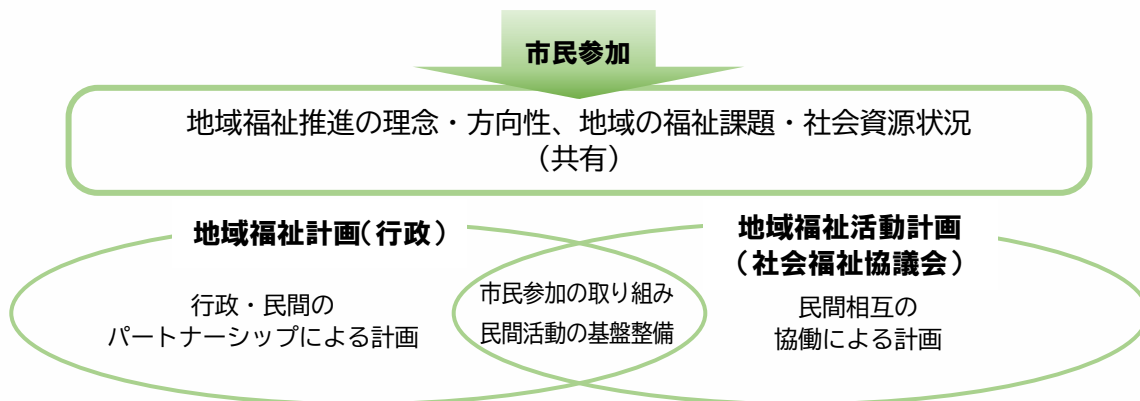 市民参加
地域福祉推進の理念・方向性、地域の福祉課題・社会資源状況
（共有）
地域福祉計画（行政）
行政・民間の
パートナーシップによる計画
市民参加の取り組み
民間活動の基盤整備
地域福祉活動計画
（社会福祉協議会）
民間相互の
協働による計画